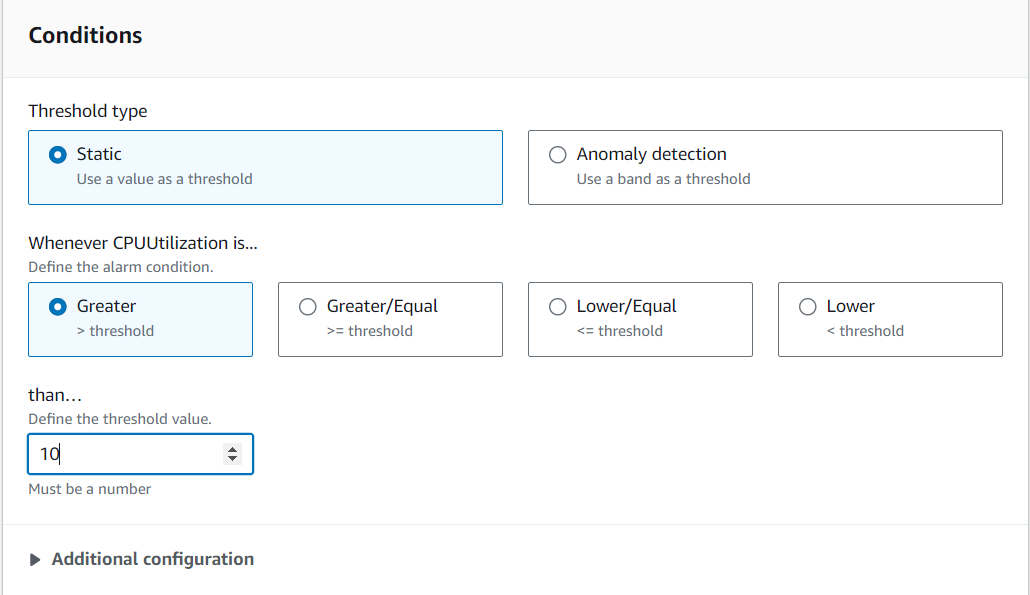 Conditions
Threshold type
Static
Use a value as a threshold
Anomaly detection
Use a band as a threshold
Whenever CPUUtilization is...
Define the alarm condition.
Greater
> threshold
Greater/Equal
>= threshold
Lower/Equal
<= threshold
Lower
< threshold
than...
Define the threshold value.
10
Must be a number
Additional configuration